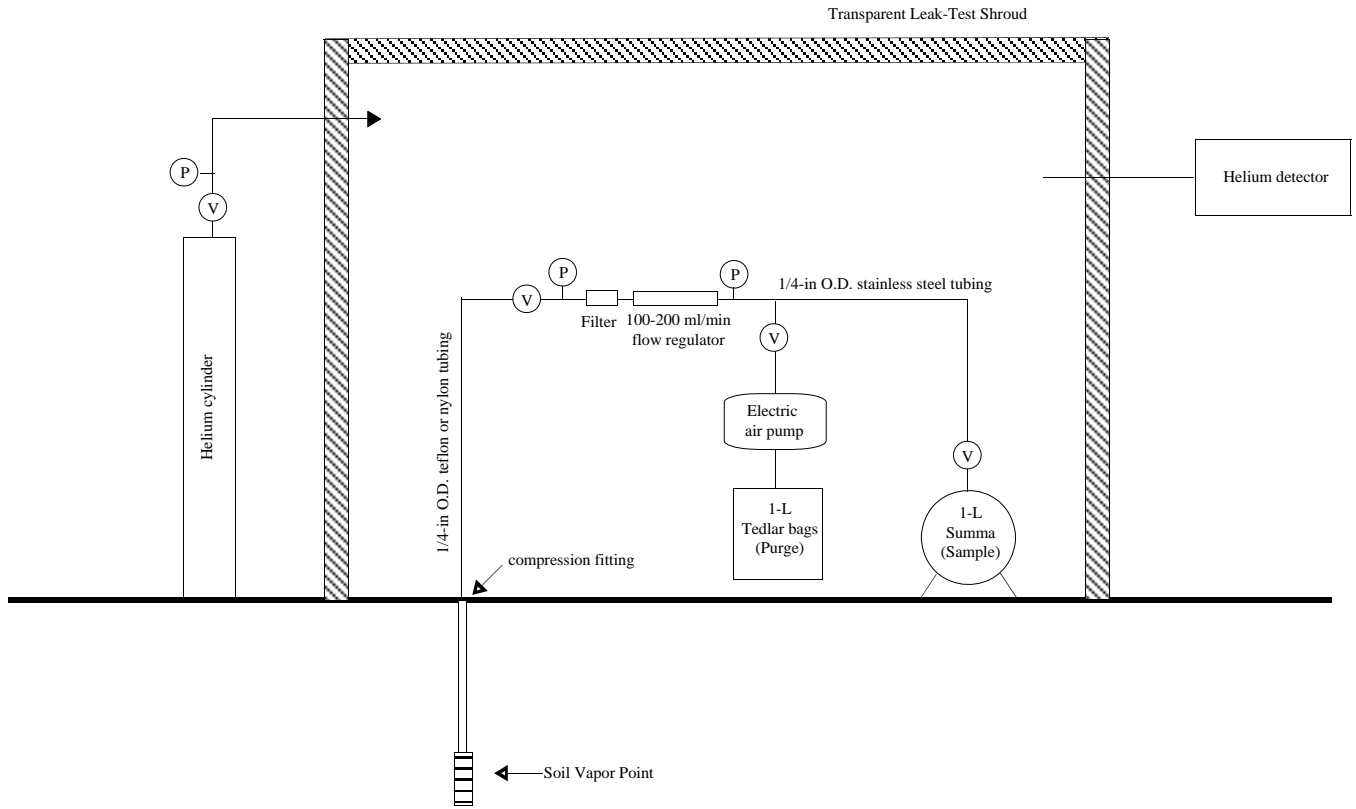 Transparent Leak-Test Shroud
P
V
Helium detector
Helium cylinder
P
P
V
1/4-in O.D. stainless steel tubing
Filter
100-200 ml/min
flow regulator
V
1/4-in O.D. teflon or nylon tubing
Electric
air pump
V
1-L
Tedlar bags
(Purge)
1-L
Summa
(Sample)
compression fitting
Soil Vapor Point